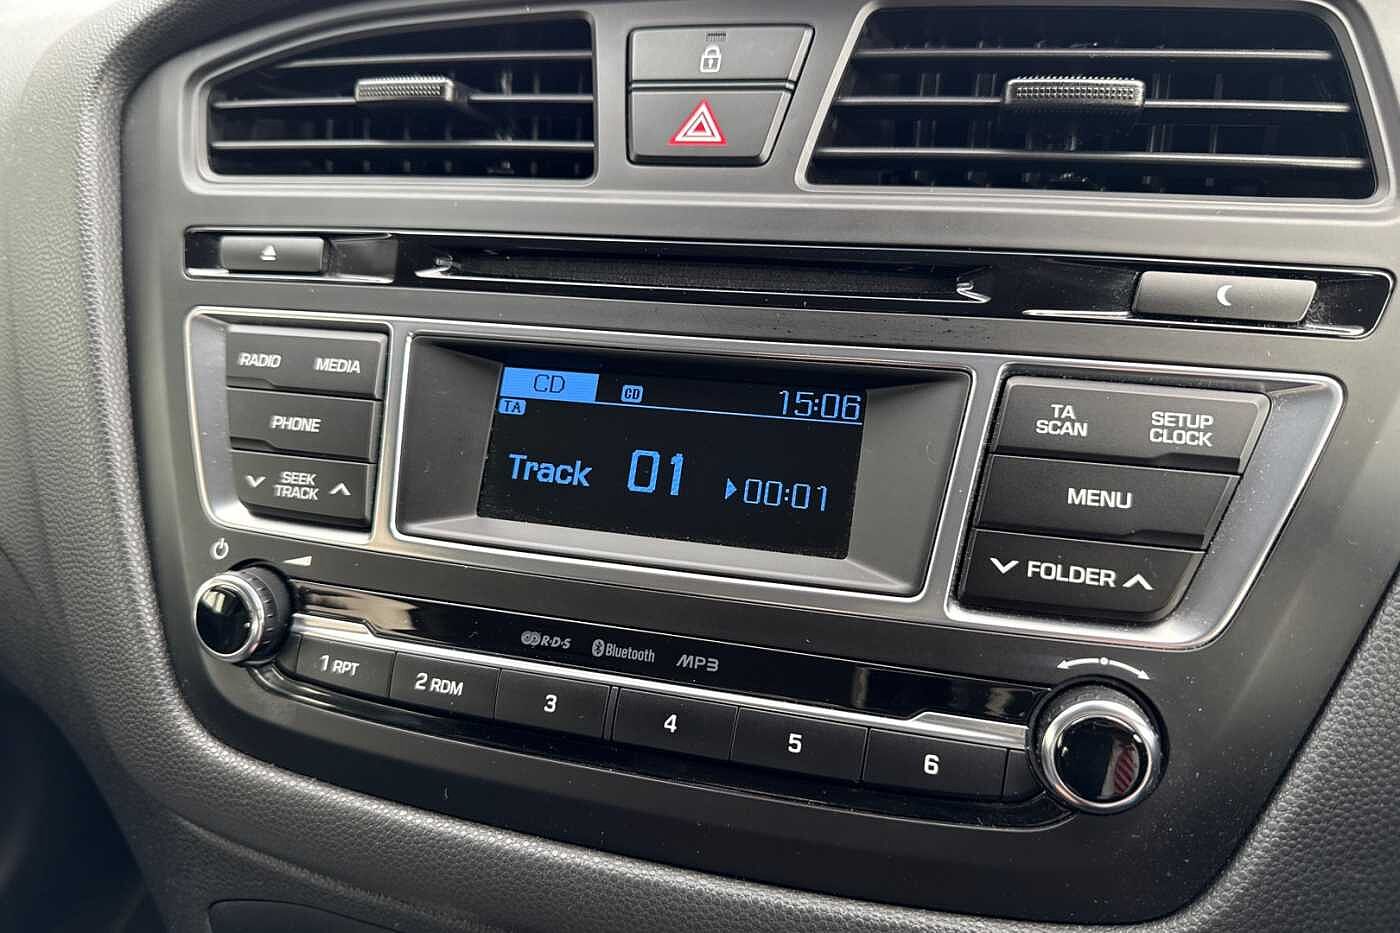 RADIO MEDIA
PHONE
SEEK
TRACK
CD CD 15:06
TA
Track 01 00:01
TA
SCAN
SETUP
CLOCK
MENU
FOLDER
R·D·S Bluetooth MP3
1 RPT 2 RDM 3 4 5 6